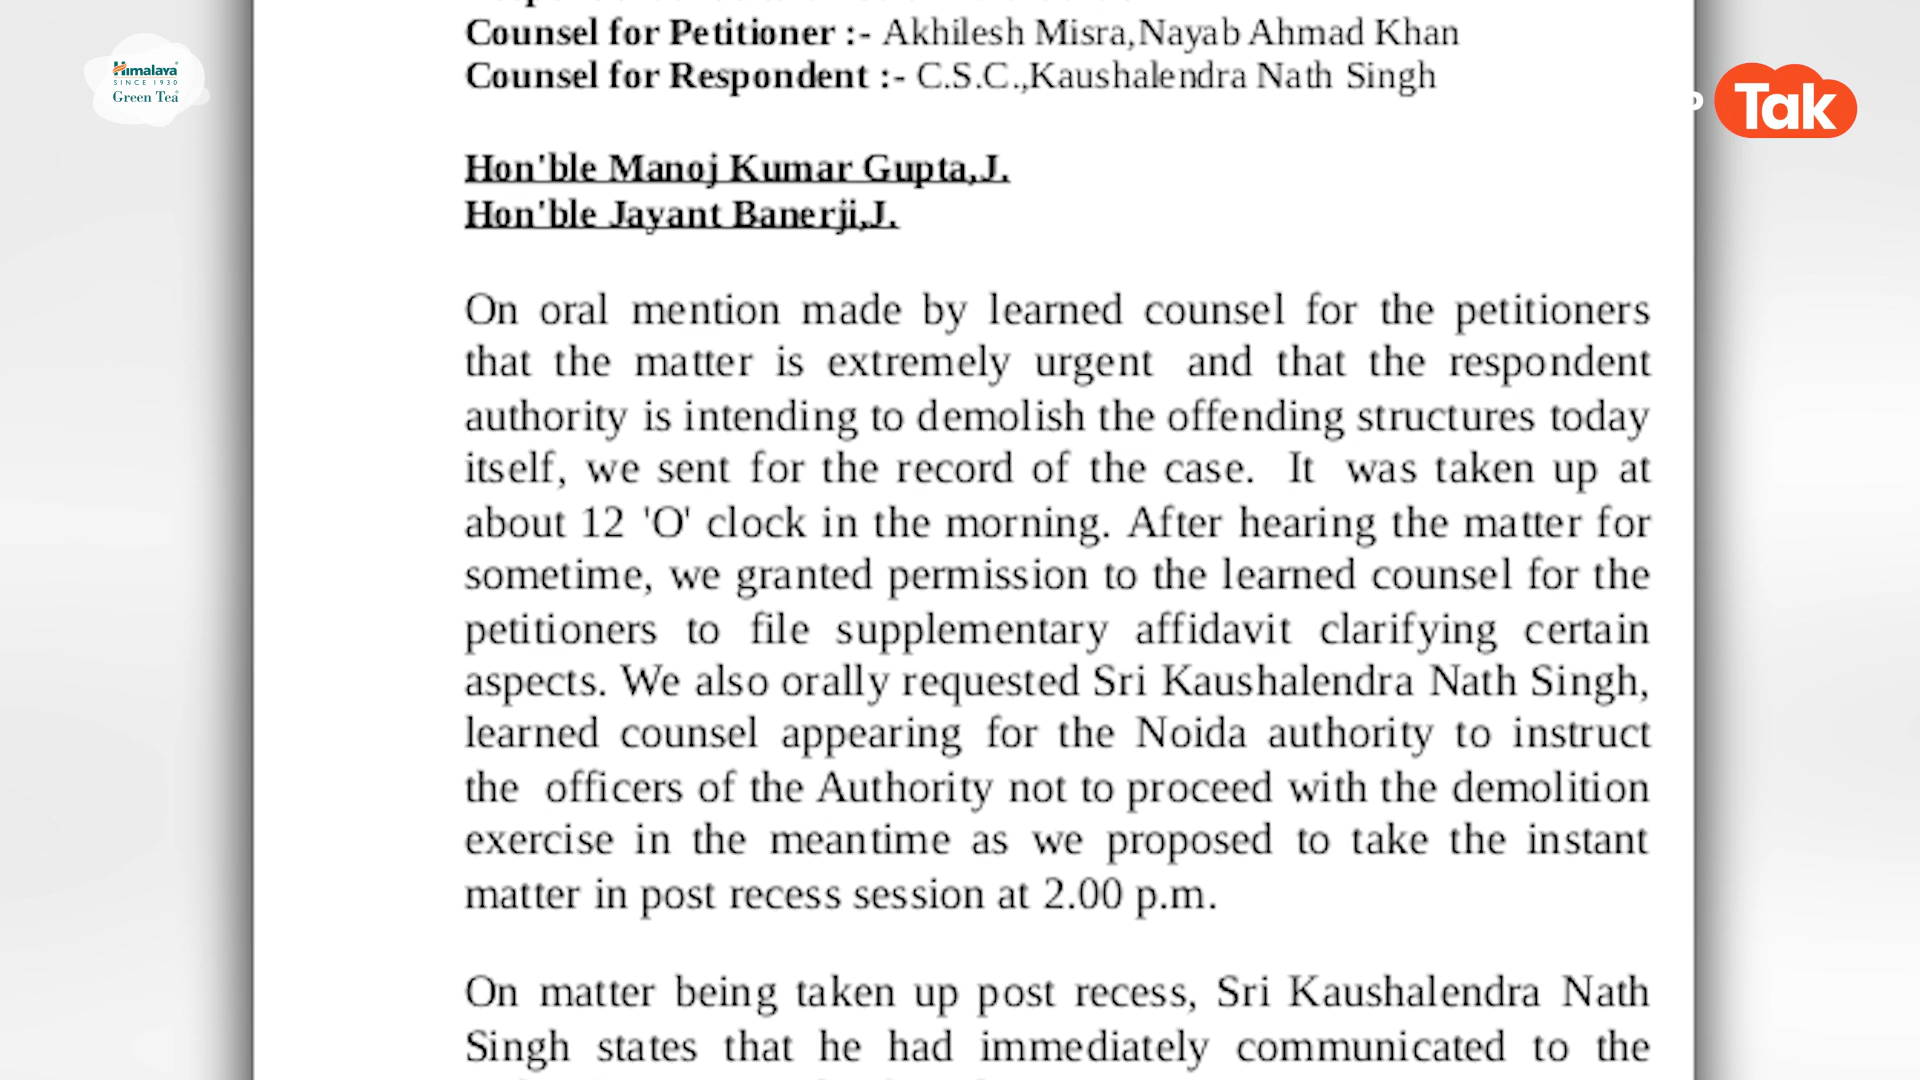 Counsel for Petitioner :- Akhilesh Misra,Nayab Ahmad Khan
Counsel for Respondent :- C.S.C.,Kaushalendra Nath Singh
Himalaya
SINCE 1930
Green Tea
Tak
Hon'ble Manoj Kumar Gupta,J.
Hon'ble Jayant Banerji,J.
On oral mention made by learned counsel for the petitioners
that the matter is extremely urgent and that the respondent
authority is intending to demolish the offending structures today
itself, we sent for the record of the case. It was taken up at
about 12 'O' clock in the morning. After hearing the matter for
sometime, we granted permission to the learned counsel for the
petitioners to file supplementary affidavit clarifying certain
aspects. We also orally requested Sri Kaushalendra Nath Singh,
learned counsel appearing for the Noida authority to instruct
the officers of the Authority not to proceed with the demolition
exercise in the meantime as we proposed to take the instant
matter in post recess session at 2.00 p.m.
On matter being taken up post recess, Sri Kaushalendra Nath
Singh states that he had immediately communicated to the